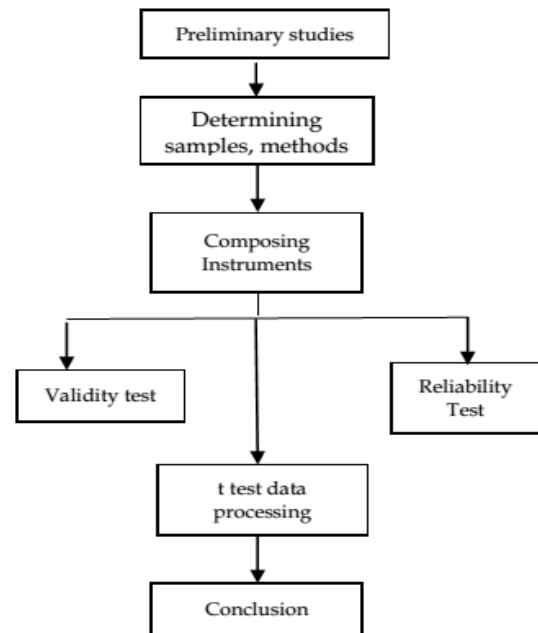 Preliminary studies
Determining
samples, methods
Composing
Instruments
Validity test
Reliability
Test
t test data
processing
Conclusion